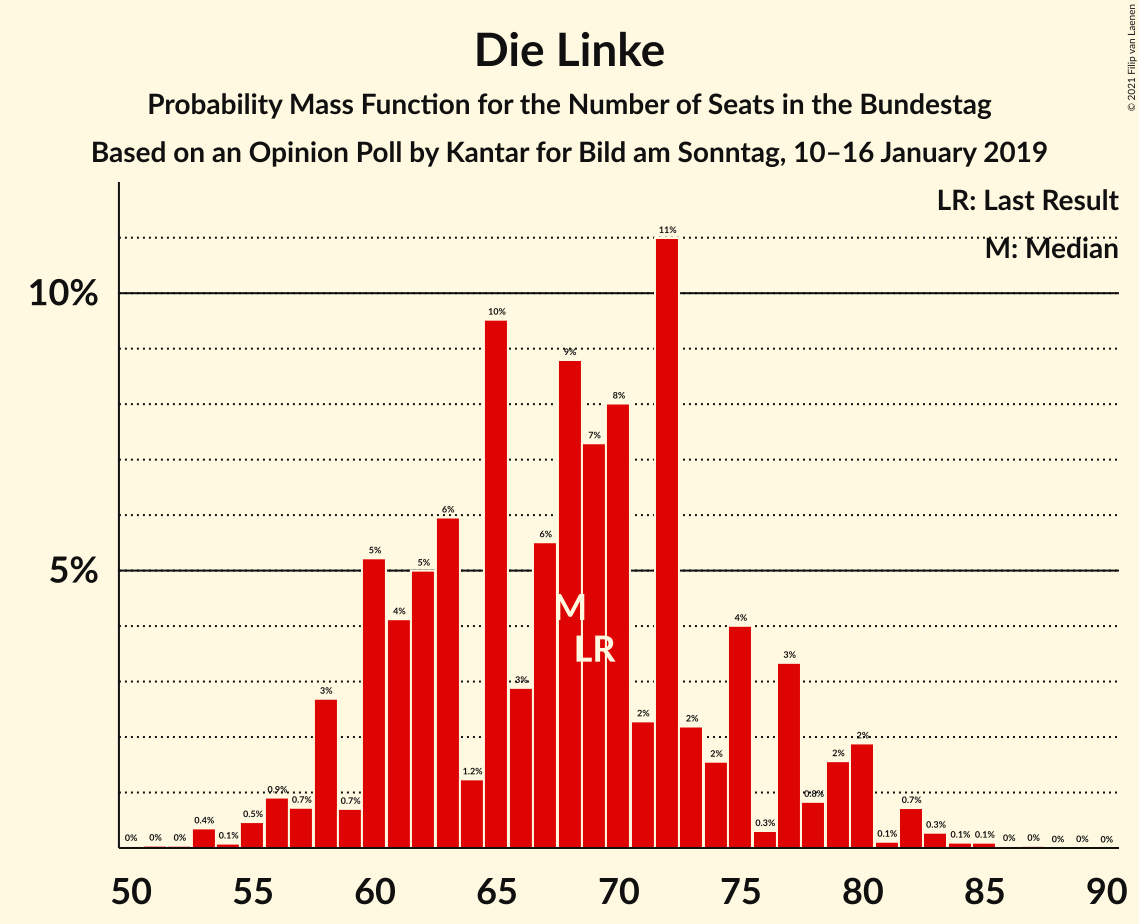 Die Linke
Probability Mass Function for the Number of Seats in the Bundestag
Based on an Opinion Poll by Kantar for Bild am Sonntag, 10–16 January 2019
© 2021 Filip van Laenen
LR: Last Result
M: Median
10%
5%
0% 0% 0% 0.4% 0.1% 0.5% 0.9% 0.7% 3% 0.7% 5% 4% 5% 6% 1.2% 10% 3% 6% 9% 7% 8% 2% 11% 2% 2% 4% 0.3% 3% 0.8% 2% 2% 0.1% 0.7% 0.3% 0.1% 0.1% 0% 0% 0% 0% 0%
M
LR
50 55 60 65 70 75 80 85 90